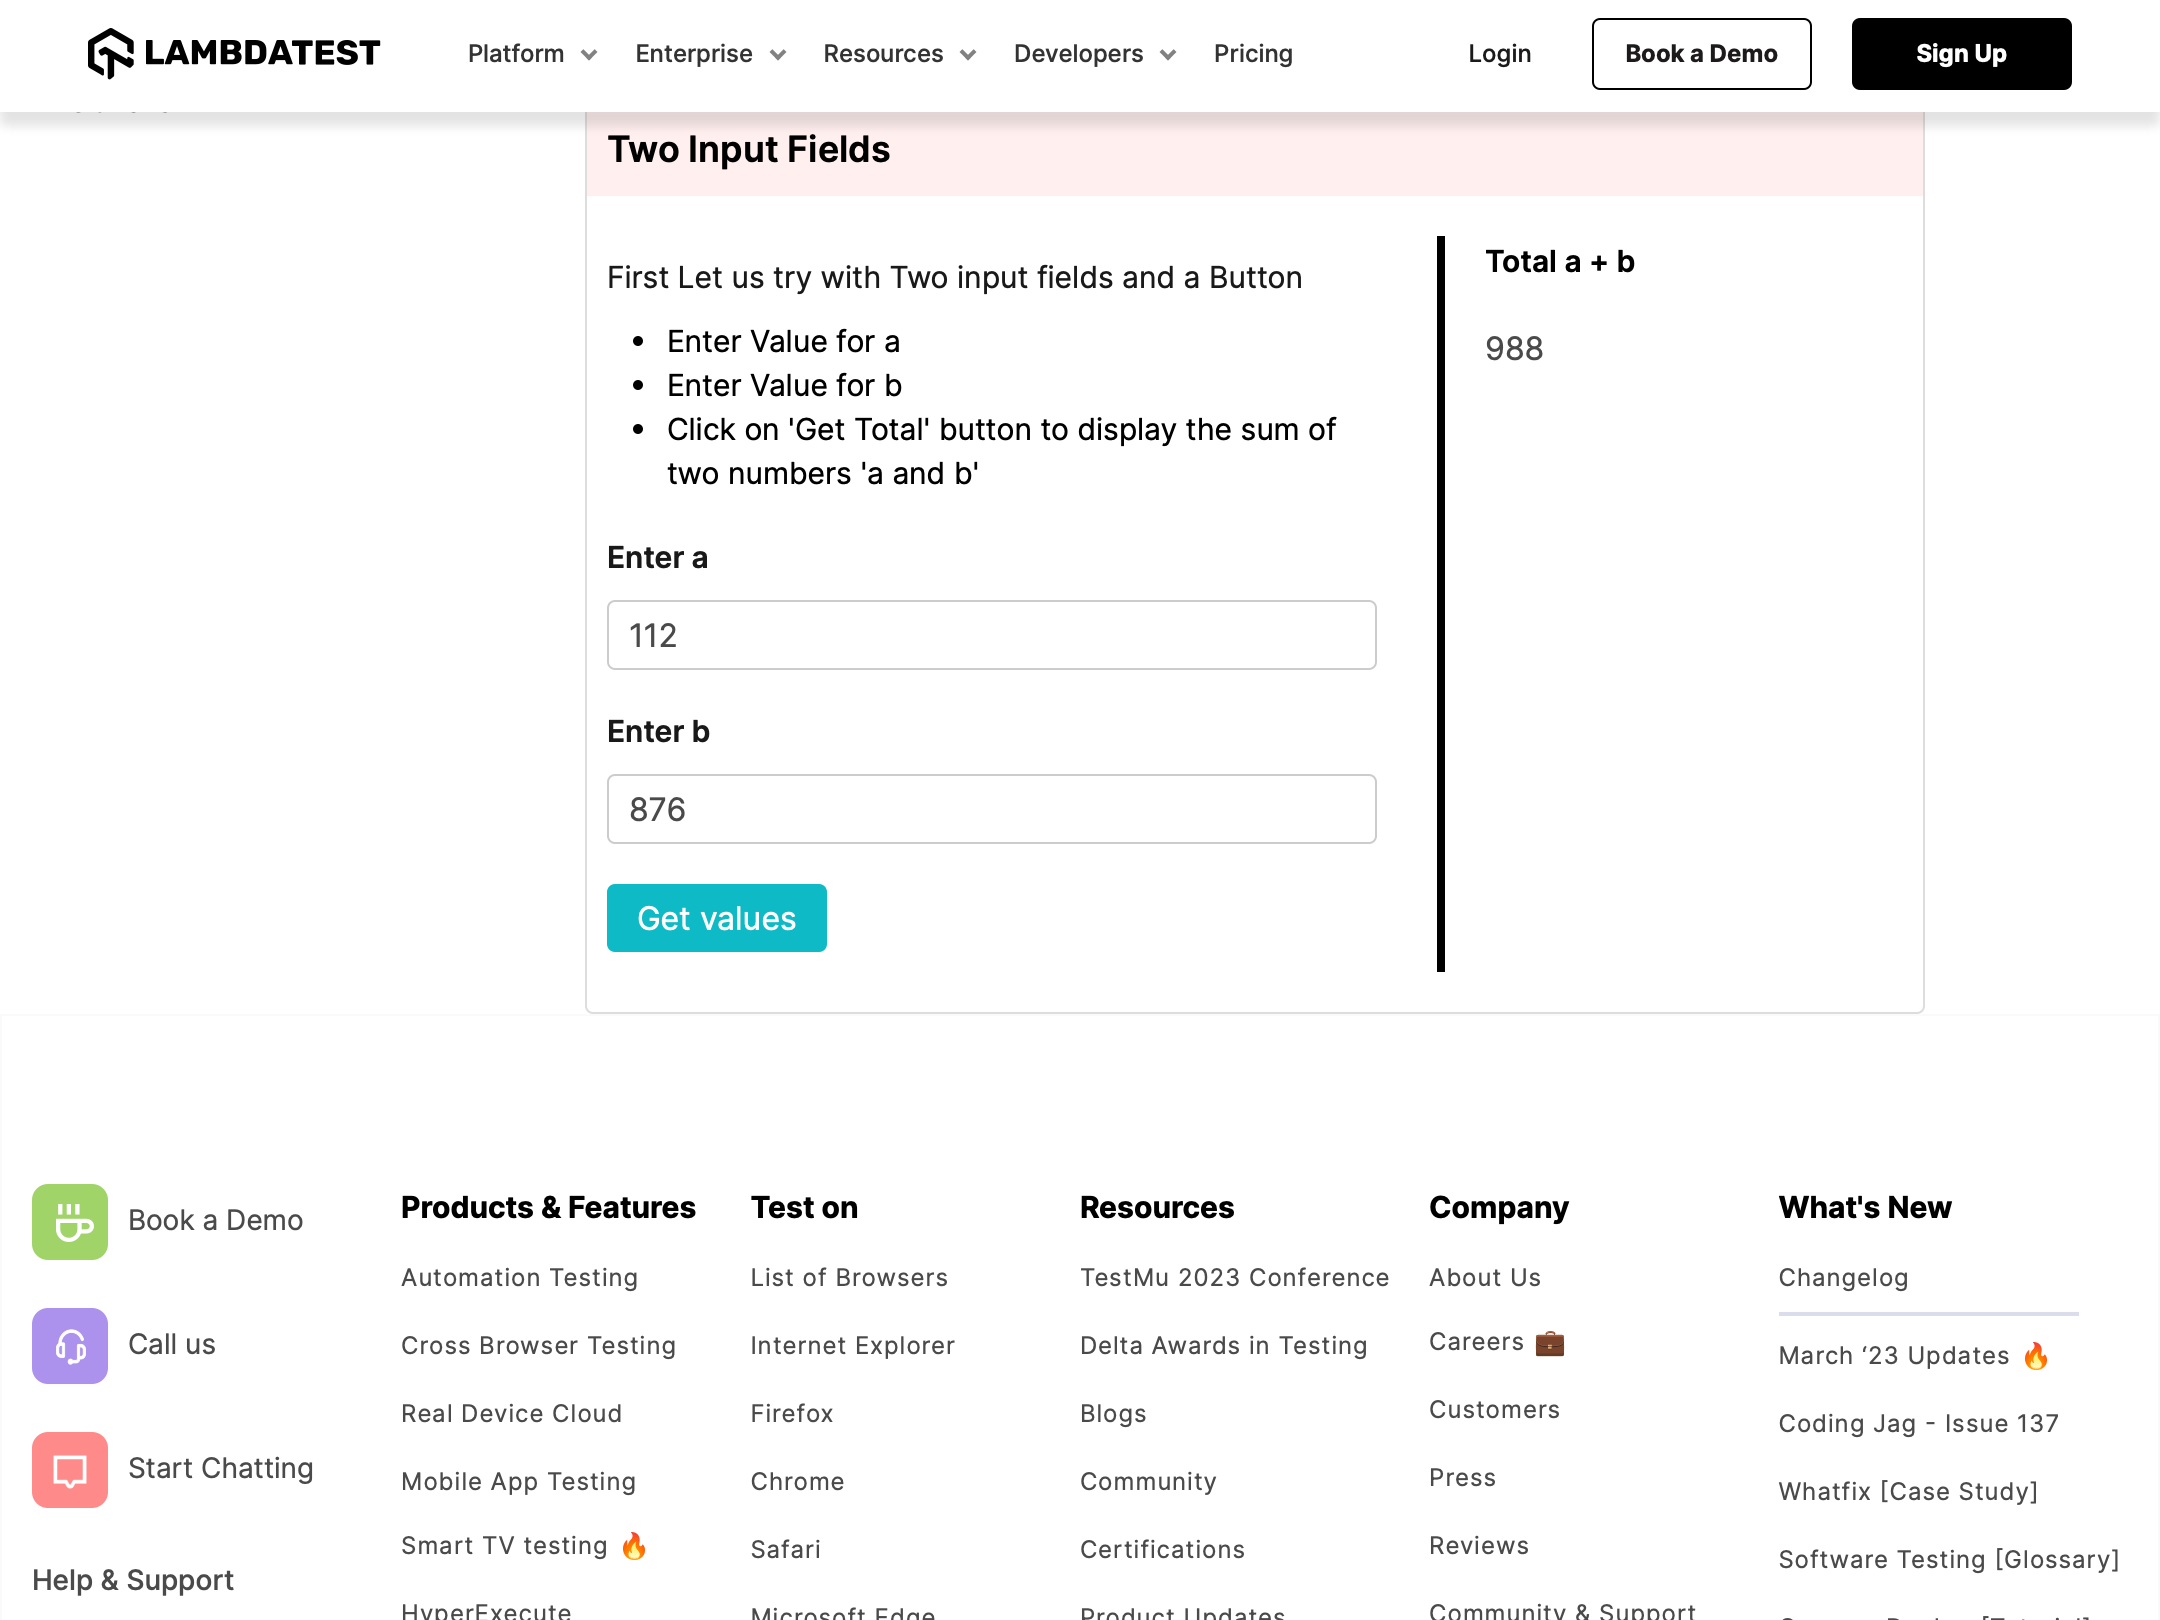 LAMBDATEST
Platform
Enterprise
Resources
Developers
Pricing
Login
Book a Demo
Sign Up
Two Input Fields
First Let us try with Two input fields and a Button
• Enter Value for a
• Enter Value for b
• Click on 'Get Total' button to display the sum of
two numbers 'a and b'
Enter a
112
Enter b
876
Get values
Total a + b
988
Book a Demo
Call us
Start Chatting
Help & Support
Products & Features
Automation Testing
Cross Browser Testing
Real Device Cloud
Mobile App Testing
Smart TV testing 🔥
HyperExecute
Test on
List of Browsers
Internet Explorer
Firefox
Chrome
Safari
Microsoft Edge
Resources
TestMu 2023 Conference
Delta Awards in Testing
Blogs
Community
Certifications
Product Updates
Company
About Us
Careers 💼
Customers
Press
Reviews
Community & Support
What's New
Changelog
March ‘23 Updates 🔥
Coding Jag - Issue 137
Whatfix [Case Study]
Software Testing [Glossary]